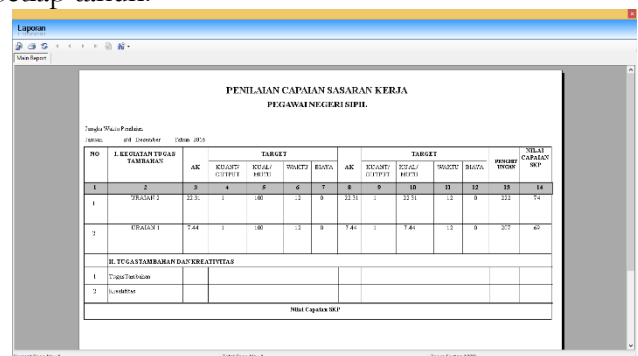 setiap tahun.
Laporan
Main Report
PENILAIAN CAPAIAN SASARAN KERJA
PEGAWAI NEGERI SIPIL
Jangka Waktu Penilaian
Januari s/d Desember Tahun 2016
NO I. KEGIATAN TUGAS TAMBAHAN AK TARGET AK TARGET PENGHIT UNGAN NILAI CAPAIAN SKP
KUANT/ OUTPUT KUAL/ MUTU WAKTU BIAYA KUANT/ OUTPUT KUAL/ MUTU WAKTU BIAYA
1 2 3 4 5 6 7 8 9 10 11 12 13 14
1 URAIAN 2 22.31 1 100 12 0 22.31 1 22.31 12 0 222 74
2 URAIAN 1 7.44 1 100 12 0 7.44 1 7.44 12 0 207 69
II. TUGAS TAMBAHAN DAN KREATIVITAS
1 Tugas Tambahan
2 Kreatifitas
Nilai Capaian SKP